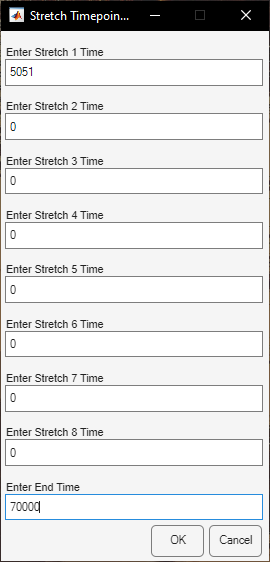 Stretch Timepoin...
Enter Stretch 1 Time
5051
Enter Stretch 2 Time
0
Enter Stretch 3 Time
0
Enter Stretch 4 Time
0
Enter Stretch 5 Time
0
Enter Stretch 6 Time
0
Enter Stretch 7 Time
0
Enter Stretch 8 Time
0
Enter End Time
70000
OK Cancel